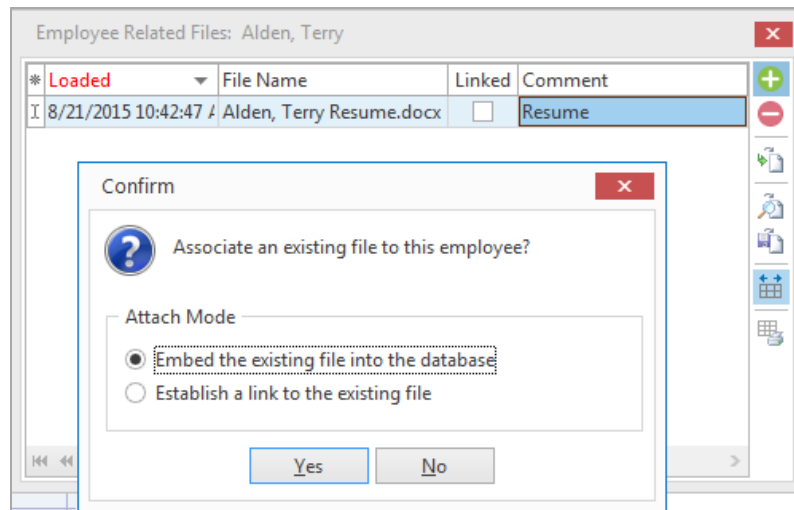 Employee Related Files: Alden, Terry
Loaded File Name Linked Comment
8/21/2015 10:42:47 Alden, Terry Resume.docx Resume
Confirm
Associate an existing file to this employee?
Attach Mode
Embed the existing file into the database
Establish a link to the existing file
Yes No